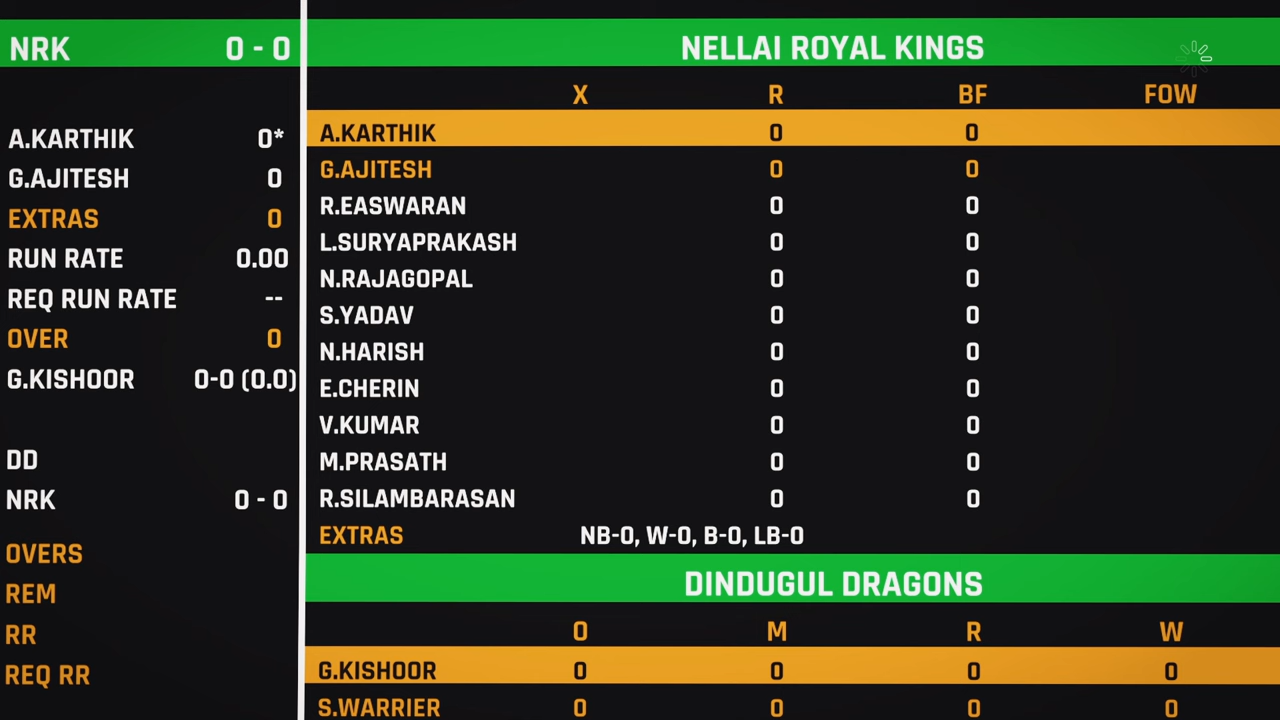 NRK 0 - 0
A.KARTHIK 0*
G.AJITESH 0
EXTRAS 0
RUN RATE 0.00
REQ RUN RATE --
OVER 0
G.KISHOOR 0-0 (0.0)
DD
NRK 0 - 0
OVERS
REM
RR
REQ RR
NELLAI ROYAL KINGS
X R BF FOW
A.KARTHIK 0 0
G.AJITESH 0 0
R.EASWARAN 0 0
L.SURYAPRAKASH 0 0
N.RAJAGOPAL 0 0
S.YADAV 0 0
N.HARISH 0 0
E.CHERIN 0 0
V.KUMAR 0 0
M.PRASATH 0 0
R.SILAMBARASAN 0 0
EXTRAS NB-0, W-0, B-0, LB-0
DINDUGUL DRAGONS
O M R W
G.KISHOOR 0 0 0 0
S.WARRIER 0 0 0 0